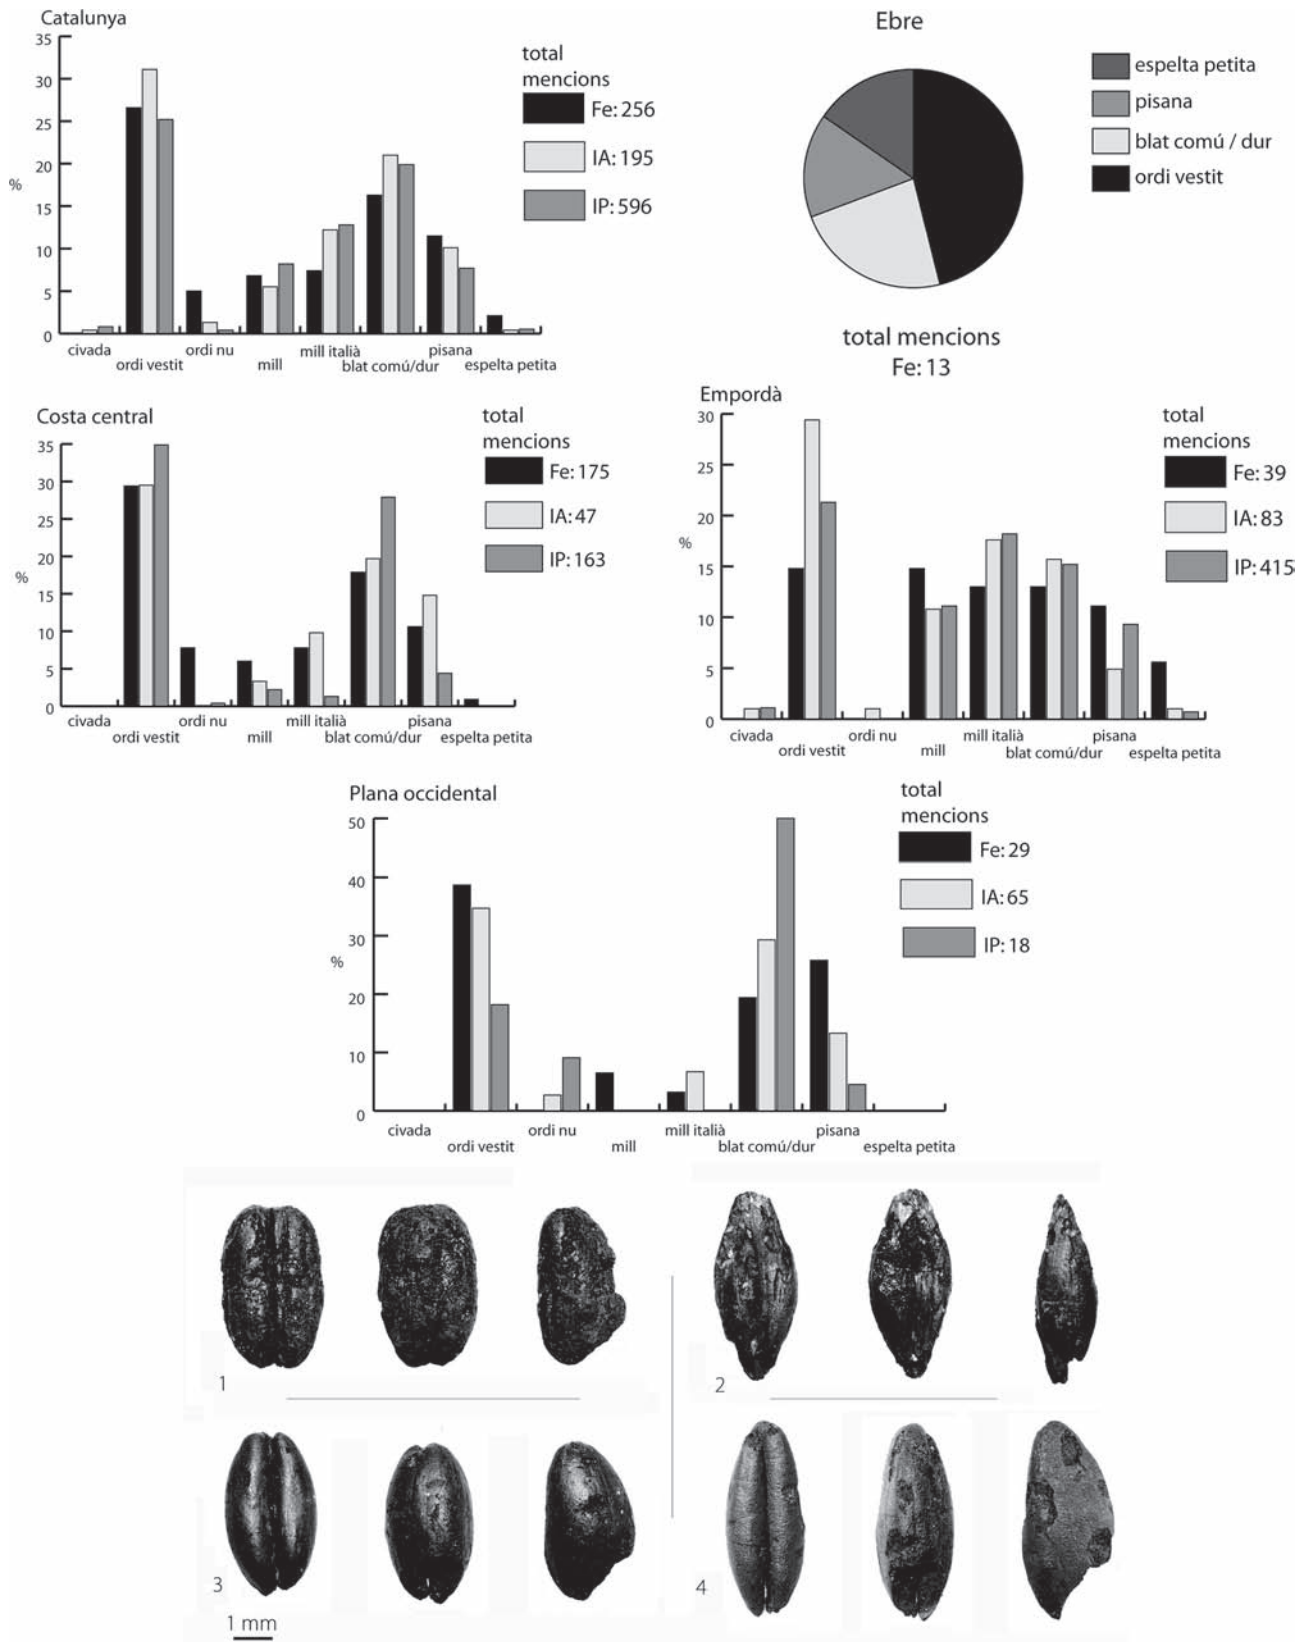 Catalunya
35
30
25
20
15
10
5
0
%
total
mencions
Fe: 256
IA: 195
IP: 596
civada
ordi vestit
ordi nu
mill
mill italià
blat comú/dur
pisana
espelta petita
Ebre
espelta petita
pisana
blat comú / dur
ordi vestit
total mencions
Fe: 13
Costa central
35
30
25
20
15
10
5
0
%
total
mencions
Fe: 175
IA: 47
IP: 163
civada
ordi vestit
ordi nu
mill
mill italià
blat comú/dur
pisana
espelta petita
Empordà
30
25
20
15
10
5
0
%
total
mencions
Fe: 39
IA: 83
IP: 415
civada
ordi vestit
ordi nu
mill
mill italià
blat comú/dur
pisana
espelta petita
Plana occidental
50
40
30
20
10
0
%
total
mencions
Fe: 29
IA: 65
IP: 18
civada
ordi vestit
ordi nu
mill
mill italià
blat comú/dur
pisana
espelta petita
1
2
3
4
1 mm